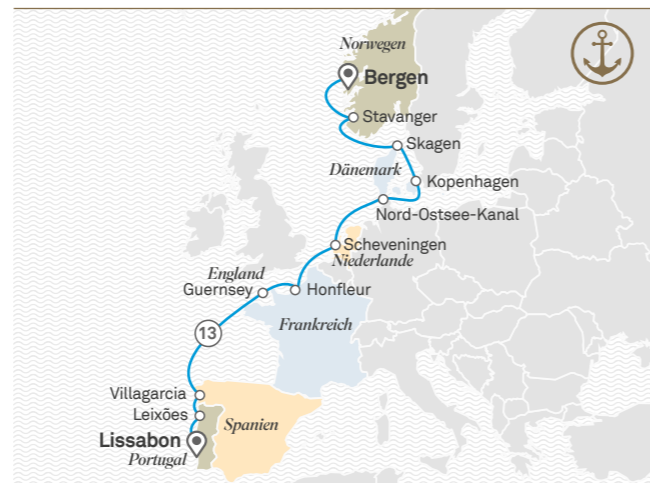 Norwegen
Bergen
Stavanger
Skagen
Dänemark
Kopenhagen
Nord-Ostsee-Kanal
Scheveningen
Niederlande
England
Guernsey
Honfleur
Frankreich
13
Villagarcia
Leixões
Spanien
Lissabon
Portugal